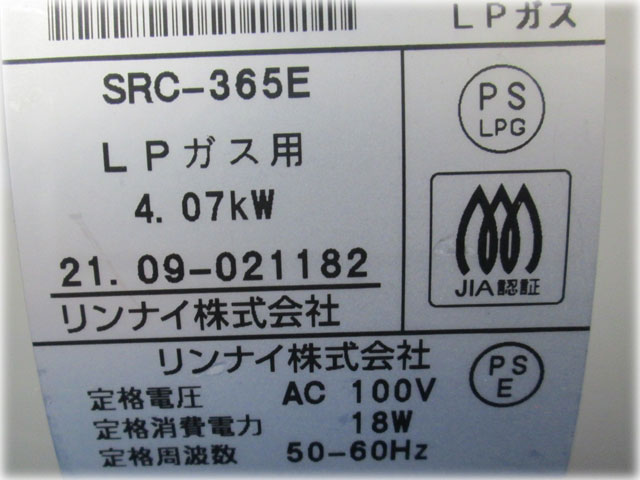 LPガス
SRC-365E
LPガス用
4.07kW
21.09-021182
リンナイ株式会社
PS
LPG
JIA認証
リンナイ株式会社
定格電圧 AC 100V
定格消費電力 18W
定格周波数 50-60Hz
PS
E